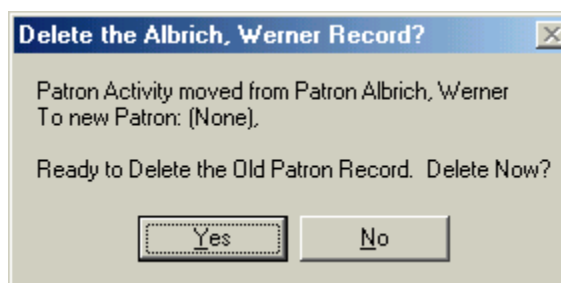 Delete the Albrich, Werner Record?
Patron Activity moved from Patron Albrich, Werner
To new Patron: (None),
Ready to Delete the Old Patron Record.  Delete Now?
Yes
No